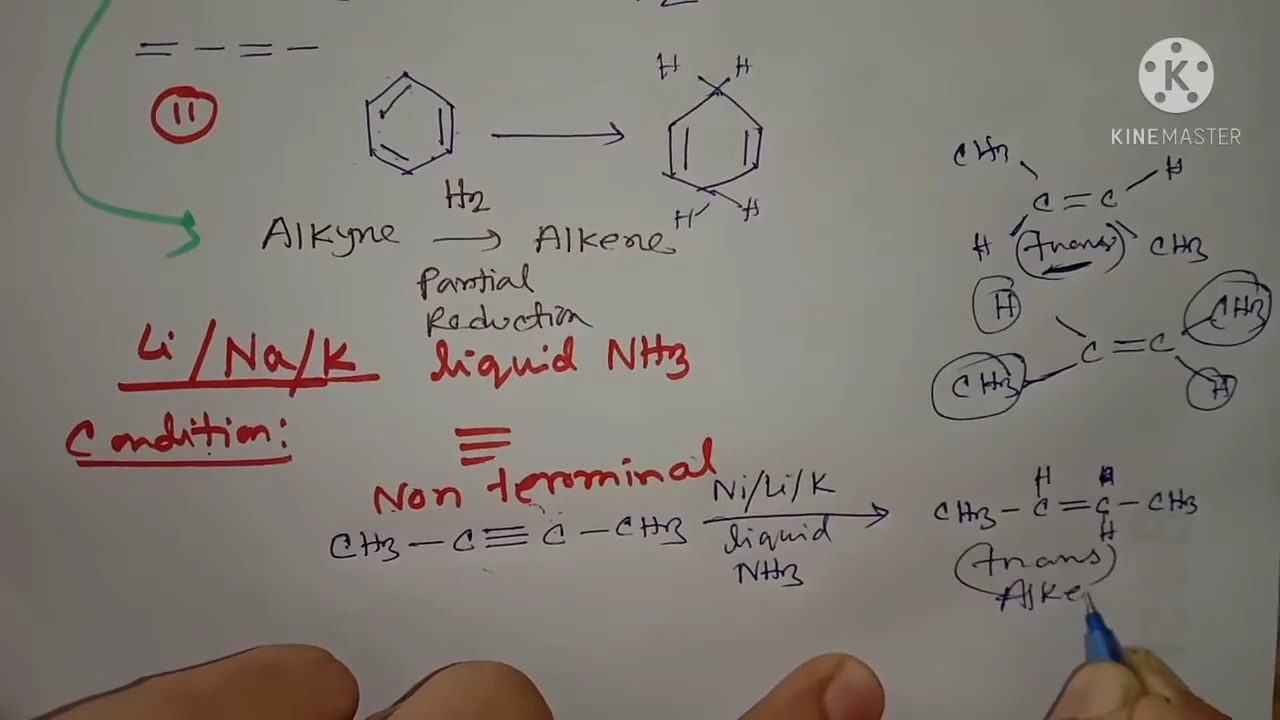 K
KINEMASTER
= - = -
11
H H
H H
H2
Alkyne → Alkene
Partial
Reduction
Li/Na/K liquid NH3
Condition:
≡
Non terminal
CH3 H
C=C
H (trans) CH3
H CH3
C=C
CH3 H
Ni/Li/K
CH3-C≡C-CH3 →
liquid
NH3
H
CH3-C=C-CH3
H
(trans)
Alke